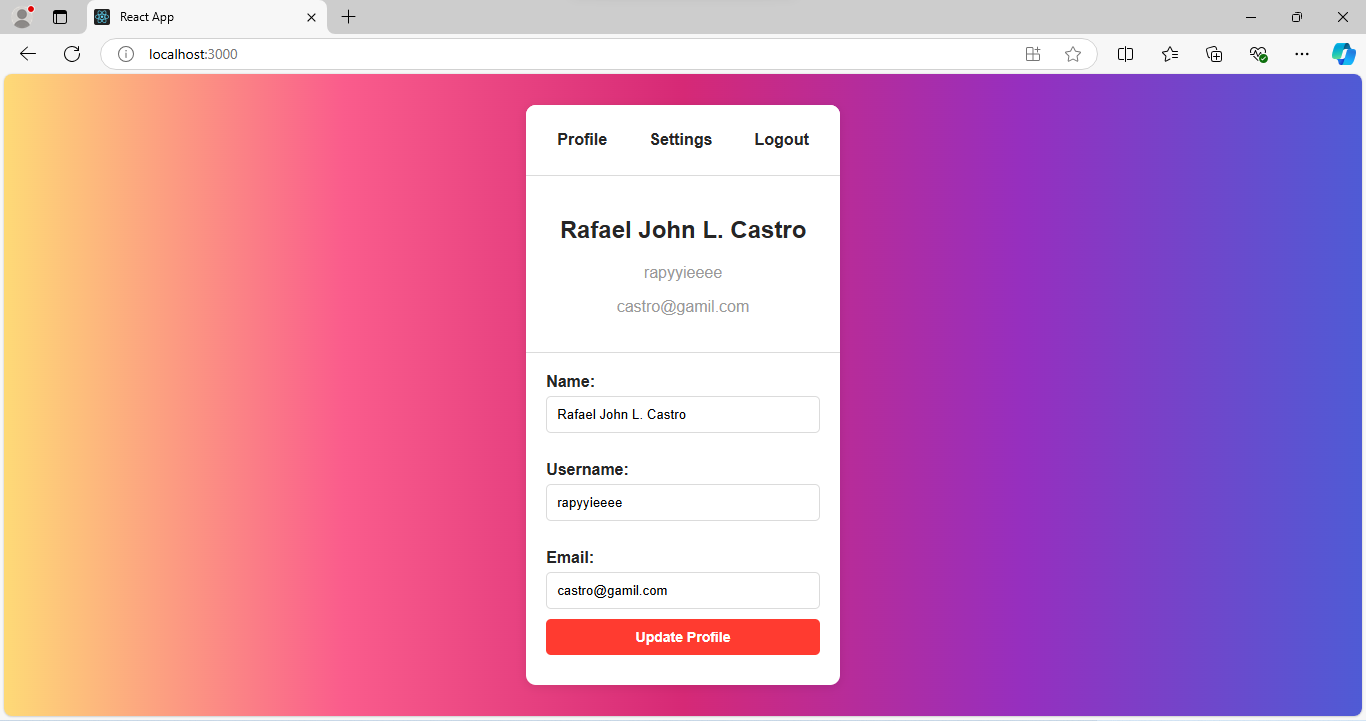 React App
localhost:3000
Profile Settings Logout
Rafael John L. Castro
rapyyieeee
castro@gamil.com
Name:
Rafael John L. Castro
Username:
rapyyieeee
Email:
castro@gamil.com
Update Profile